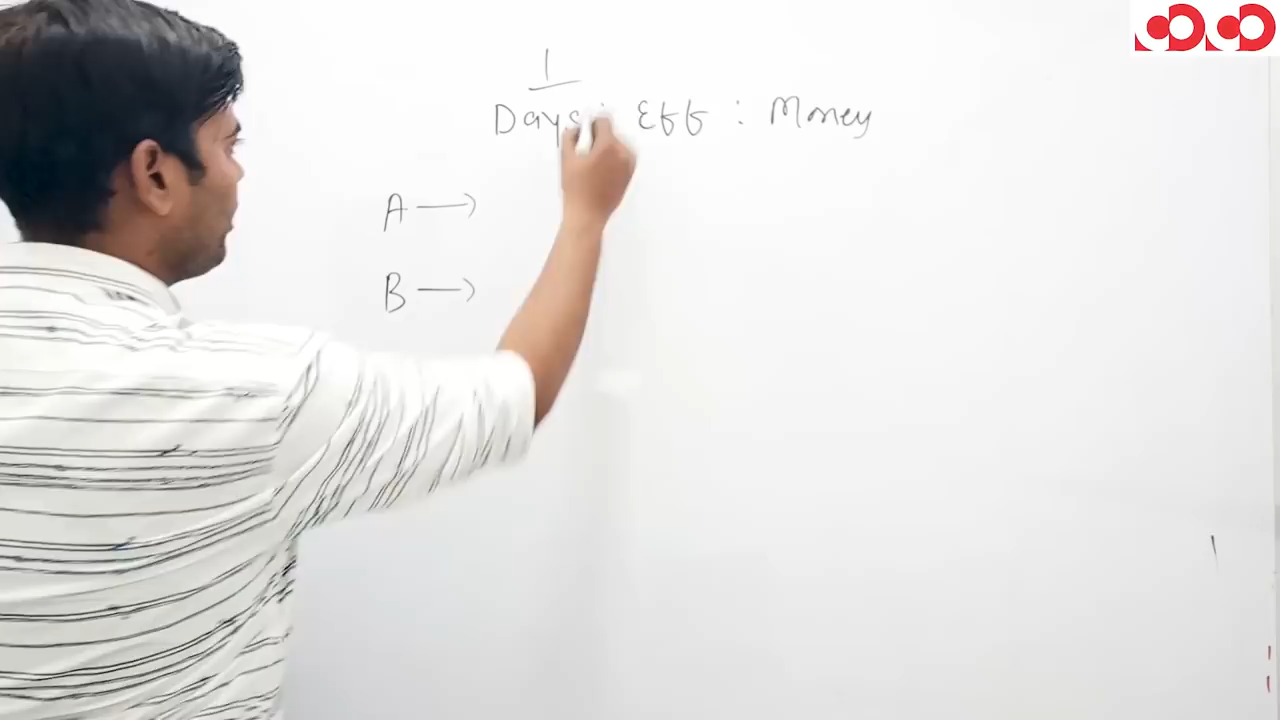 1
Days : Eff : Money
A →
B →